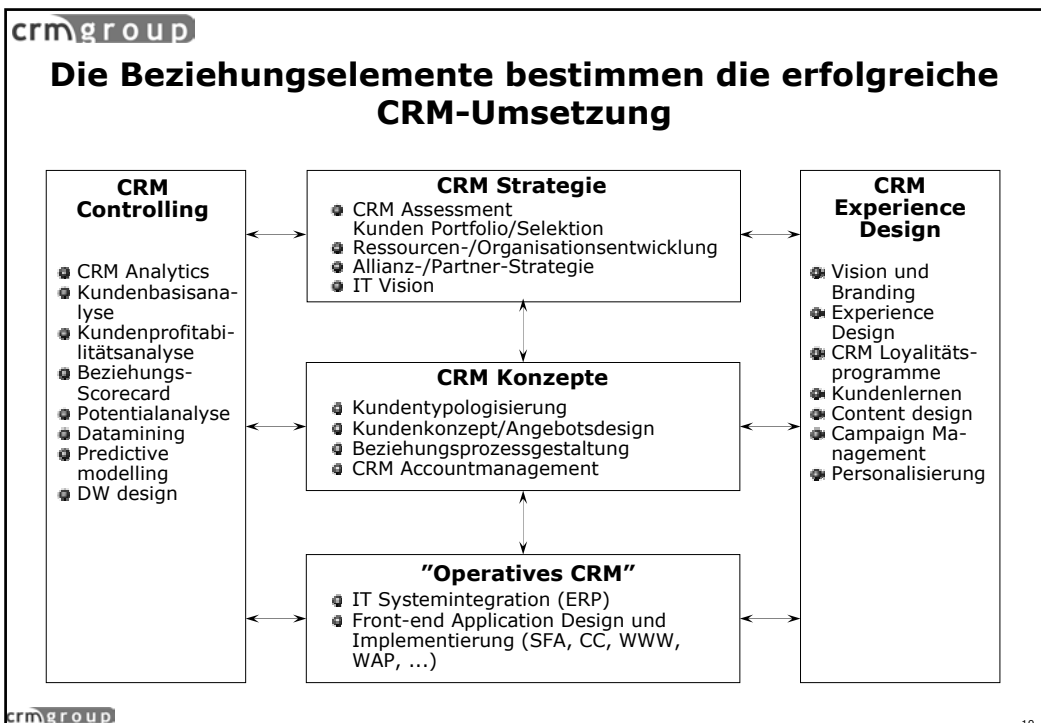 crmgroup
Die Beziehungselemente bestimmen die erfolgreiche
CRM-Umsetzung
CRM
Controlling
CRM Analytics
Kundenbasisana-
lyse
Kundenprofitabi-
litätsanalyse
Beziehungs-
Scorecard
Potentialanalyse
Datamining
Predictive
modelling
DW design
CRM Strategie
CRM Assessment
Kunden Portfolio/Selektion
Ressourcen-/Organisationsentwicklung
Allianz-/Partner-Strategie
IT Vision
CRM Konzepte
Kundentypologisierung
Kundenkonzept/Angebotsdesign
Beziehungsprozessgestaltung
CRM Accountmanagement
”Operatives CRM”
IT Systemintegration (ERP)
Front-end Application Design und
Implementierung (SFA, CC, WWW,
WAP, ...)
CRM
Experience
Design
Vision und
Branding
Experience
Design
CRM Loyalitäts-
programme
Kundenlernen
Content design
Campaign Ma-
nagement
Personalisierung
crmgroup